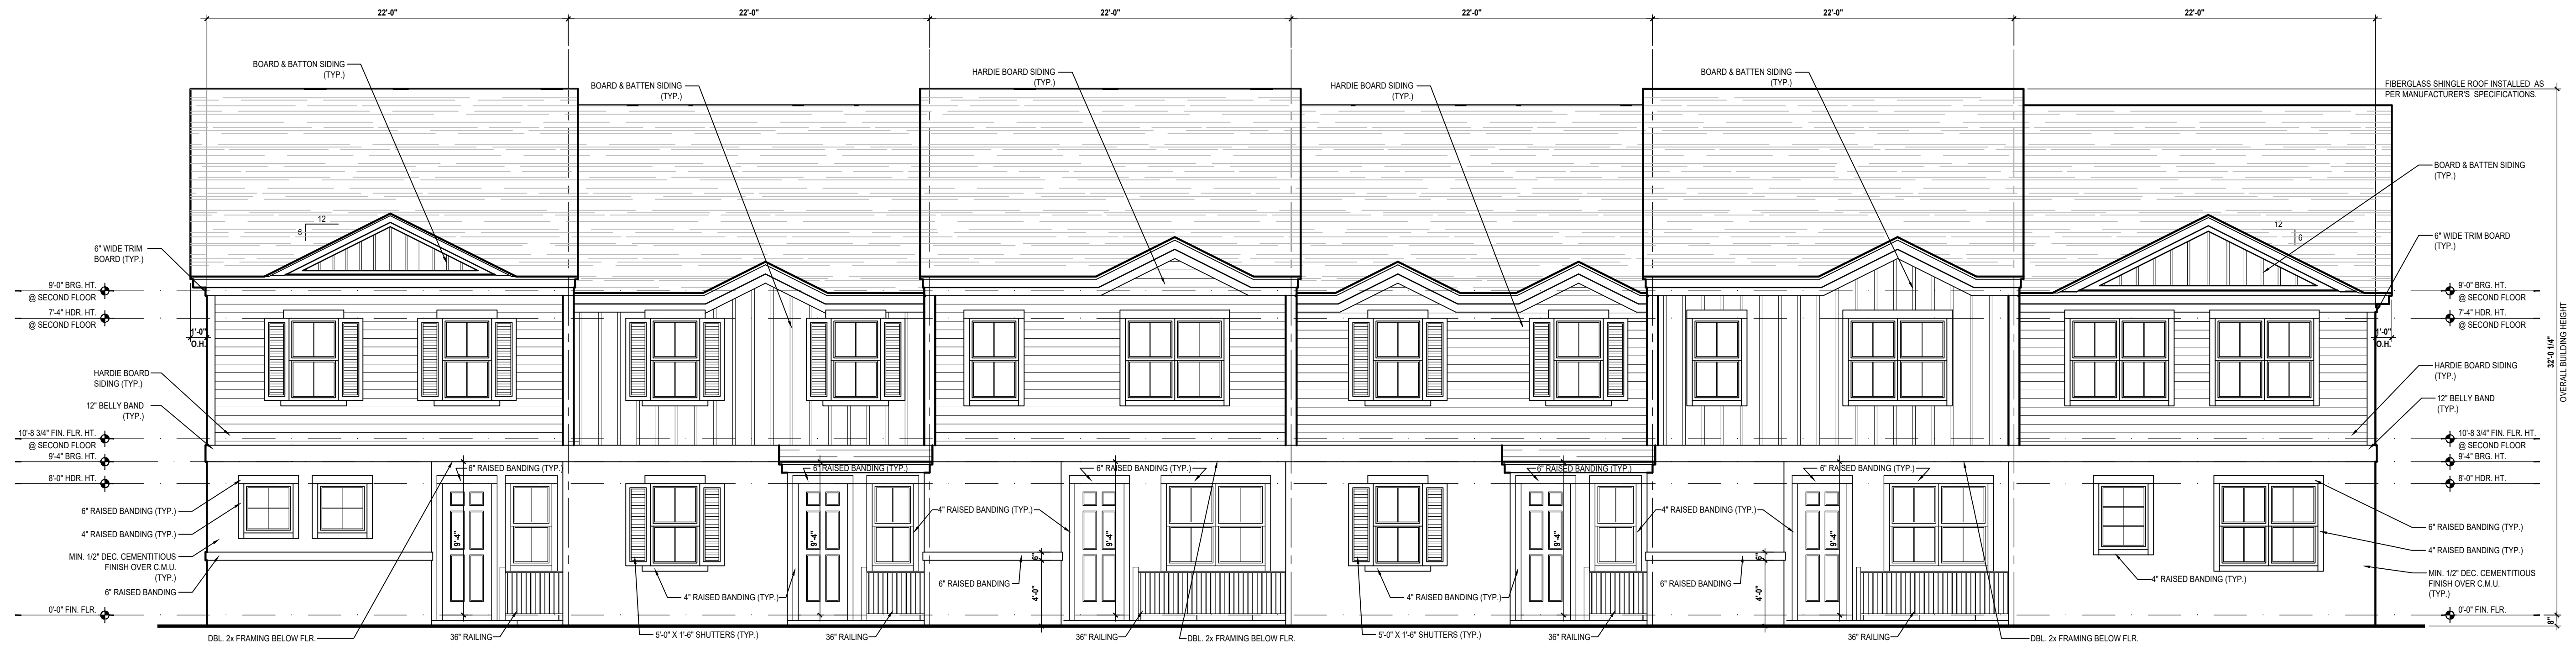 22'-0"
22'-0"
22'-0"
22'-0"
22'-0"
22'-0"
BOARD & BATTON SIDING
(TYP.)
BOARD & BATTEN SIDING
(TYP.)
HARDIE BOARD SIDING
(TYP.)
HARDIE BOARD SIDING
(TYP.)
BOARD & BATTEN SIDING
(TYP.)
FIBERGLASS SHINGLE ROOF INSTALLED AS
PER MANUFACTURER'S SPECIFICATIONS.
BOARD & BATTEN SIDING
(TYP.)
12
6
12
6
6" WIDE TRIM
BOARD (TYP.)
9'-0" BRG. HT.
@ SECOND FLOOR
7'-4" HDR. HT.
@ SECOND FLOOR
1'-0"
O.H.
HARDIE BOARD
SIDING (TYP.)
12" BELLY BAND
(TYP.)
10'-8 3/4" FIN. FLR. HT.
@ SECOND FLOOR
9'-4" BRG. HT.
8'-0" HDR. HT.
6" RAISED BANDING (TYP.)
4" RAISED BANDING (TYP.)
MIN. 1/2" DEC. CEMENTITIOUS
FINISH OVER C.M.U.
(TYP.)
6" RAISED BANDING
0'-0" FIN. FLR.
6" WIDE TRIM BOARD
(TYP.)
9'-0" BRG. HT.
@ SECOND FLOOR
7'-4" HDR. HT.
@ SECOND FLOOR
1'-0"
O.H.
32'-0 1/4"
OVERALL BUILDING HEIGHT
HARDIE BOARD SIDING
(TYP.)
12" BELLY BAND
(TYP.)
10'-8 3/4" FIN. FLR. HT.
@ SECOND FLOOR
9'-4" BRG. HT.
8'-0" HDR. HT.
6" RAISED BANDING (TYP.)
4" RAISED BANDING (TYP.)
MIN. 1/2" DEC. CEMENTITIOUS
FINISH OVER C.M.U.
(TYP.)
0'-0" FIN. FLR.
8"
6" RAISED BANDING (TYP.)
6" RAISED BANDING (TYP.)
6" RAISED BANDING (TYP.)
6" RAISED BANDING (TYP.)
6" RAISED BANDING (TYP.)
9'-4"
9'-4"
9'-4"
9'-4"
9'-4"
4" RAISED BANDING (TYP.)
4" RAISED BANDING (TYP.)
6"
6"
6" RAISED BANDING
6" RAISED BANDING
4'-0"
4'-0"
4" RAISED BANDING (TYP.)
4" RAISED BANDING (TYP.)
4" RAISED BANDING (TYP.)
DBL. 2x FRAMING BELOW FLR.
36" RAILING
5'-0" X 1'-6" SHUTTERS (TYP.)
36" RAILING
36" RAILING
DBL. 2x FRAMING BELOW FLR.
5'-0" X 1'-6" SHUTTERS (TYP.)
36" RAILING
36" RAILING
DBL. 2x FRAMING BELOW FLR.